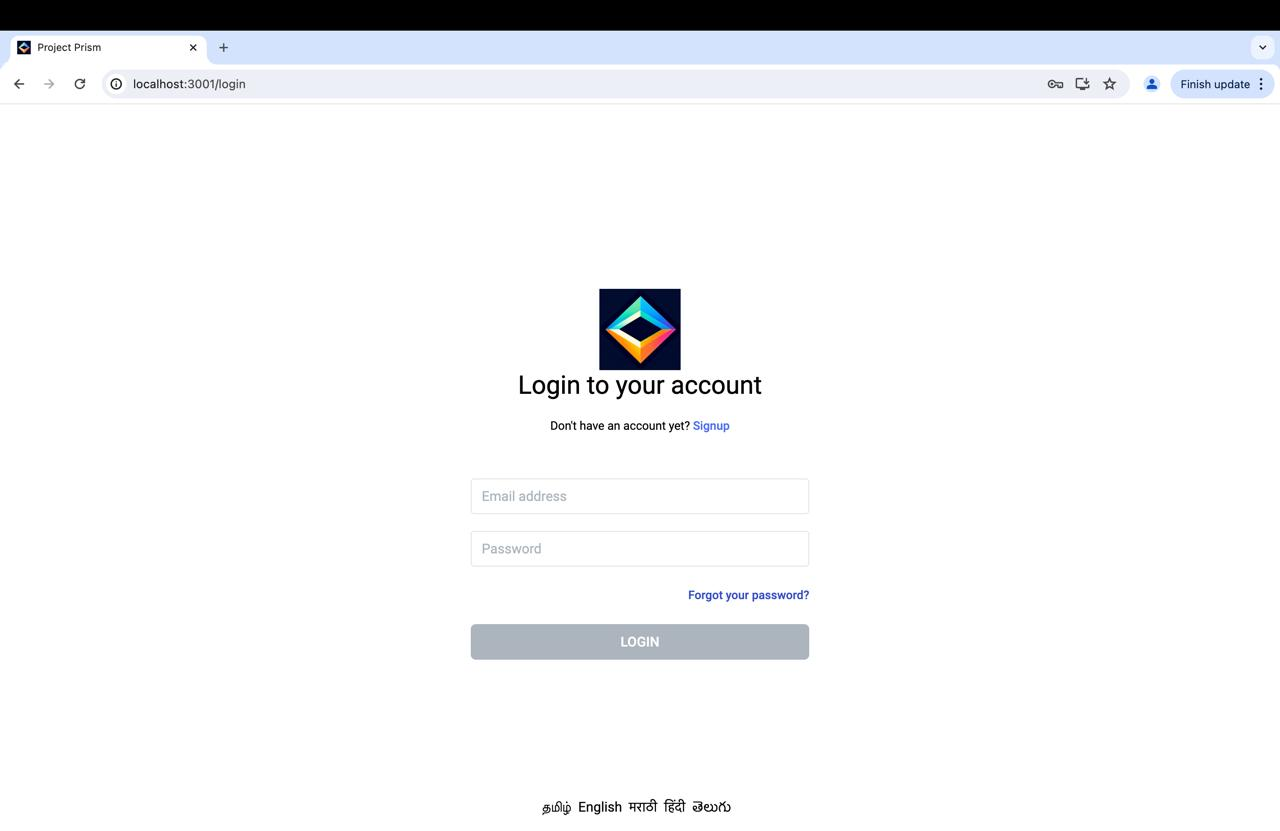 Project Prism
localhost:3001/login
Finish update
Login to your account
Don't have an account yet? Signup
Email address
Password
Forgot your password?
LOGIN
தமிழ் English मराठी हिंदी తెలుగు